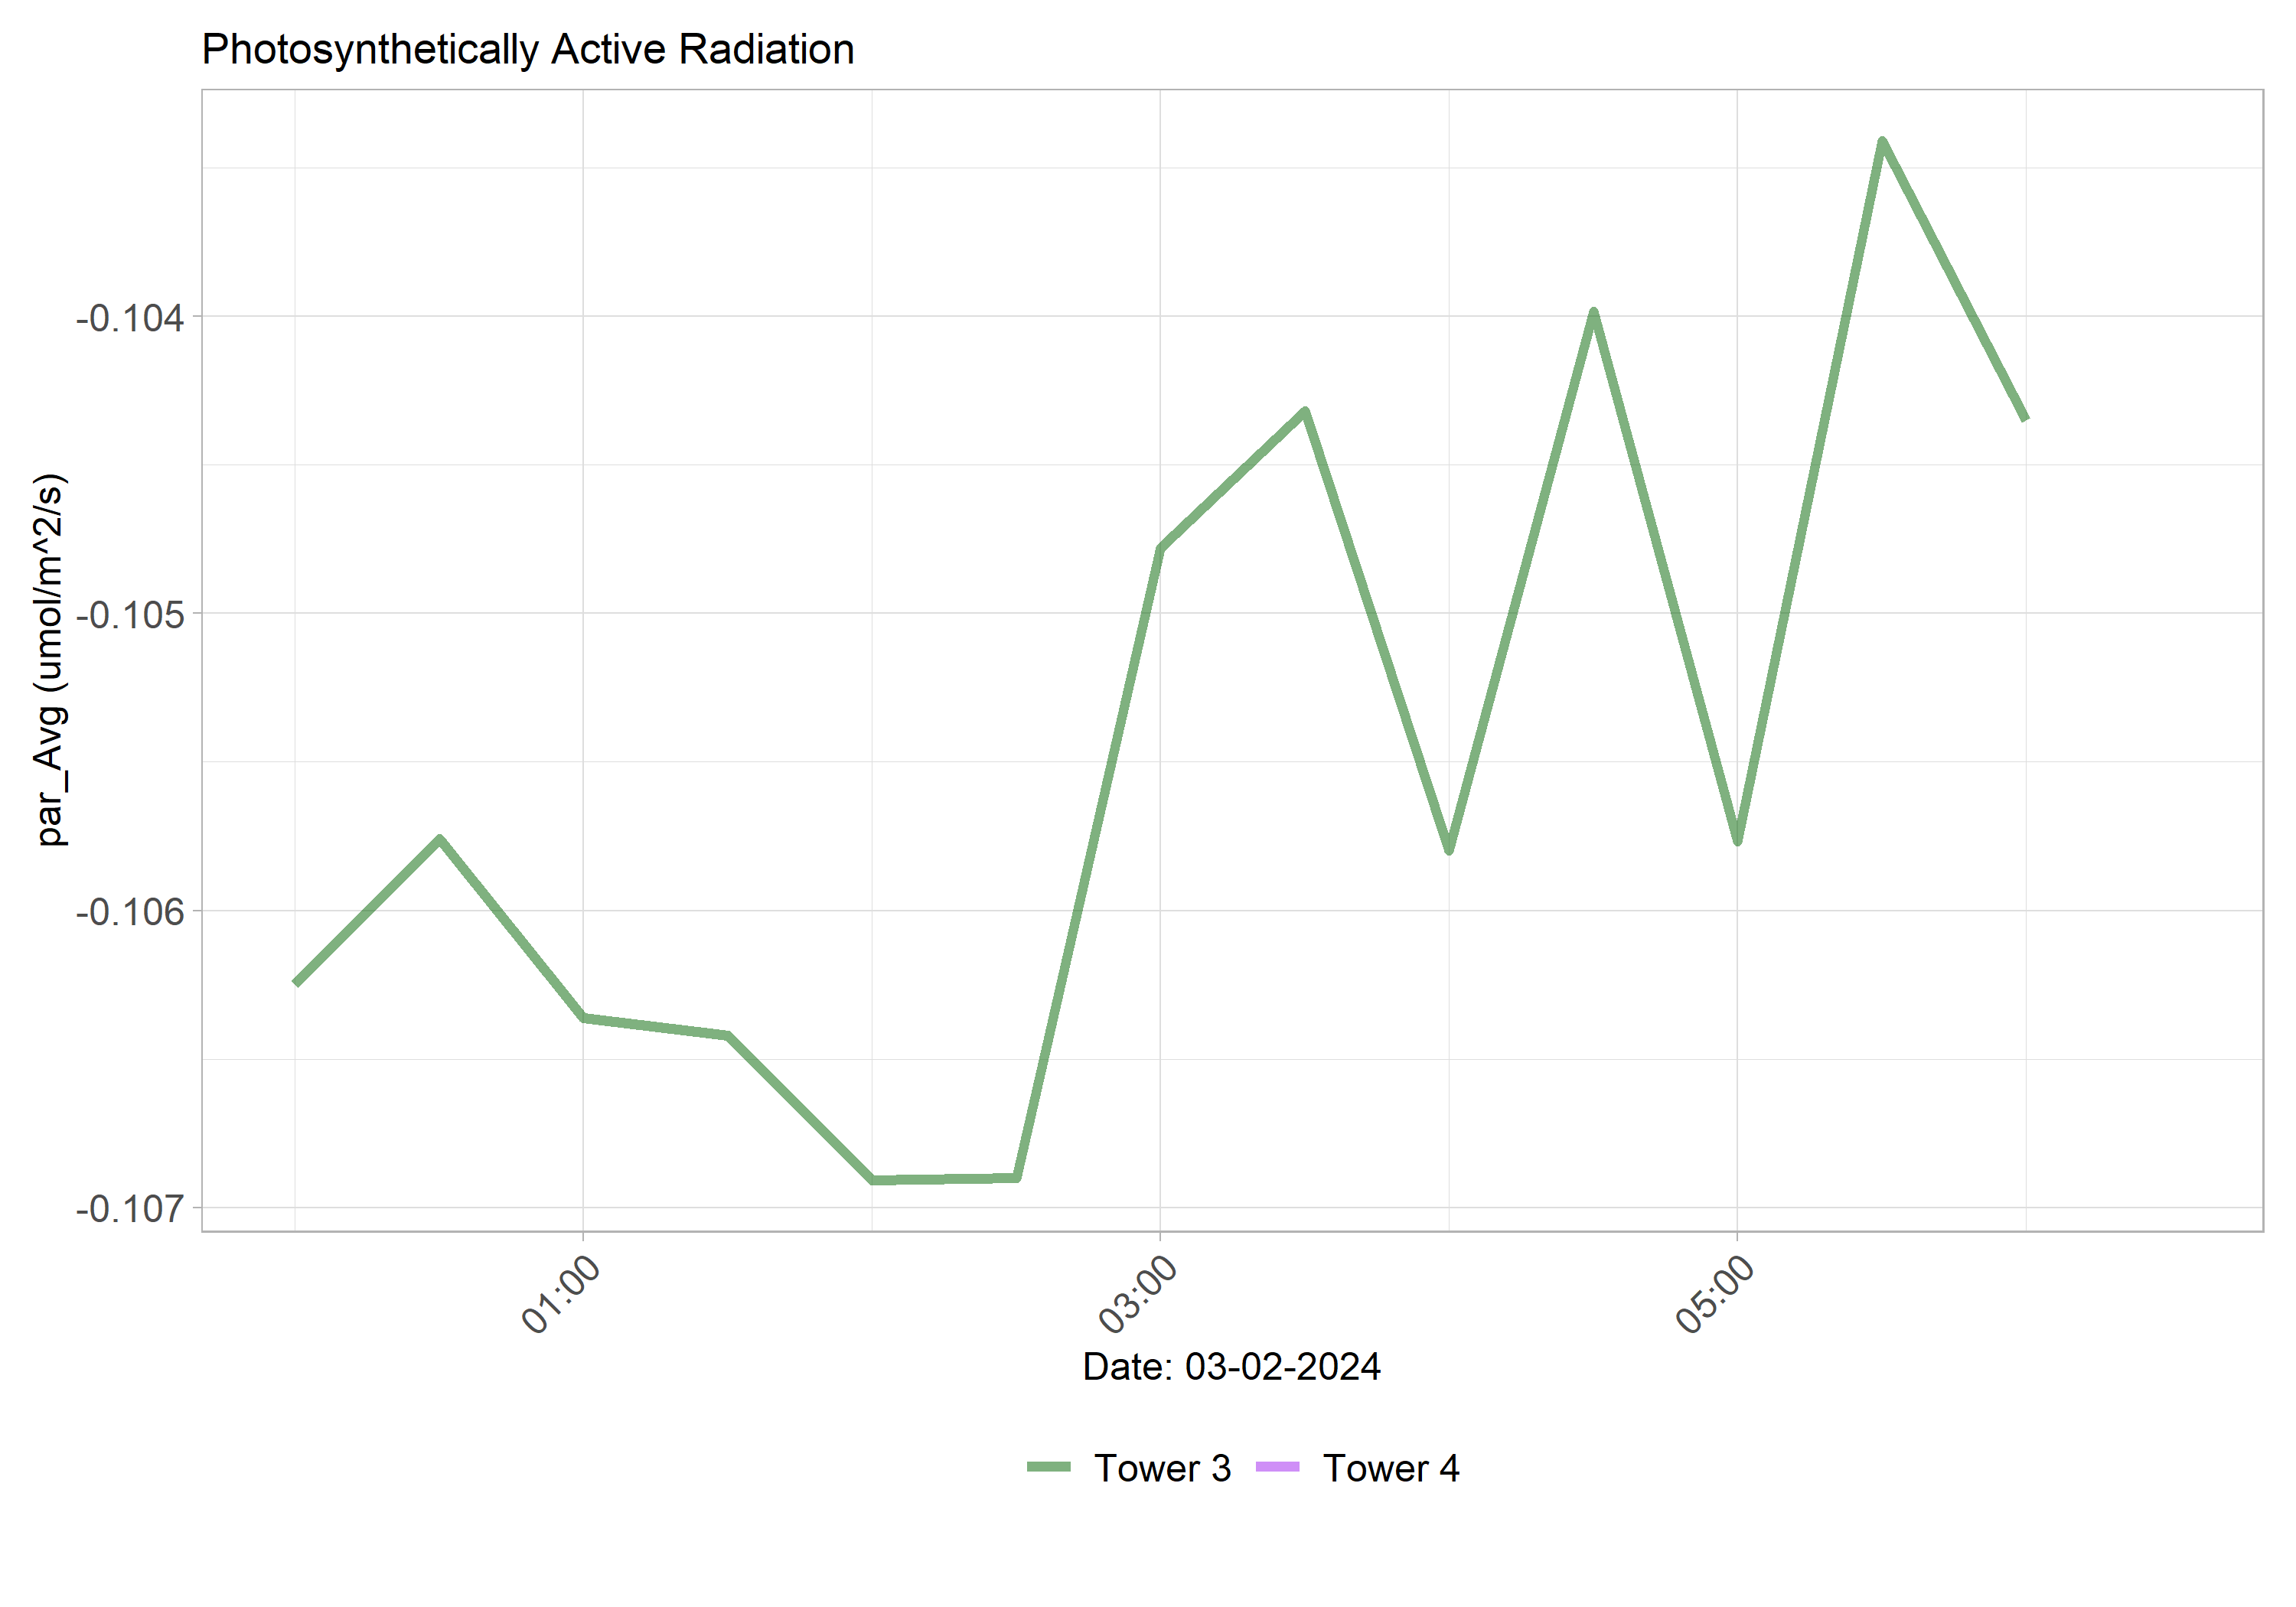 Photosynthetically Active Radiation
par_Avg (umol/m^2/s)
-0.104
-0.105
-0.106
-0.107
01:00
03:00
05:00
Date: 03-02-2024
Tower 3
Tower 4